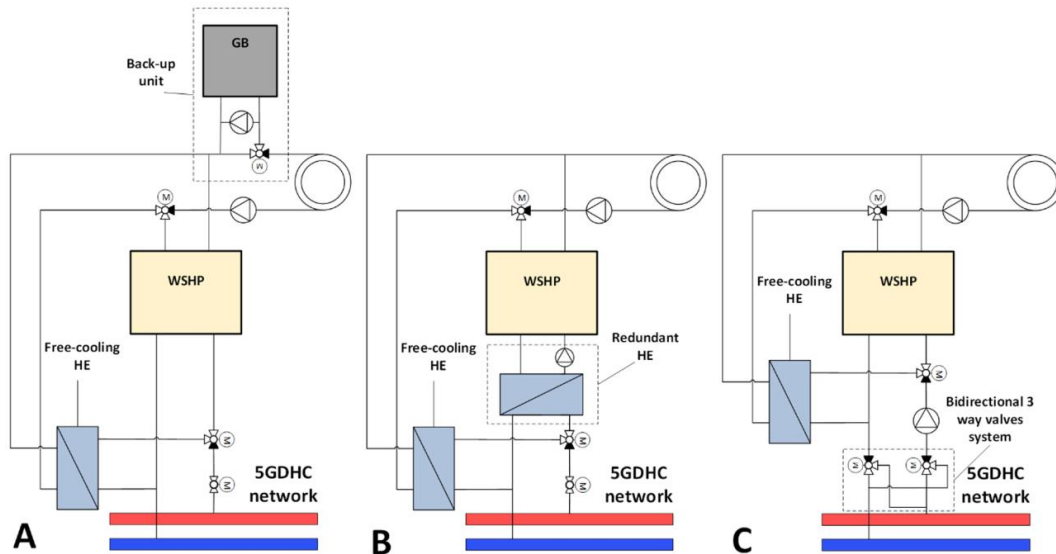 GB
Back-up
unit
M
M
WSHP
Free-cooling
HE
M
M
5GDHC
network
A
M
WSHP
Free-cooling
HE
Redundant
HE
M
M
5GDHC
network
B
M
WSHP
Free-cooling
HE
M
Bidirectional 3
way valves
system
M
M
5GDHC
network
C